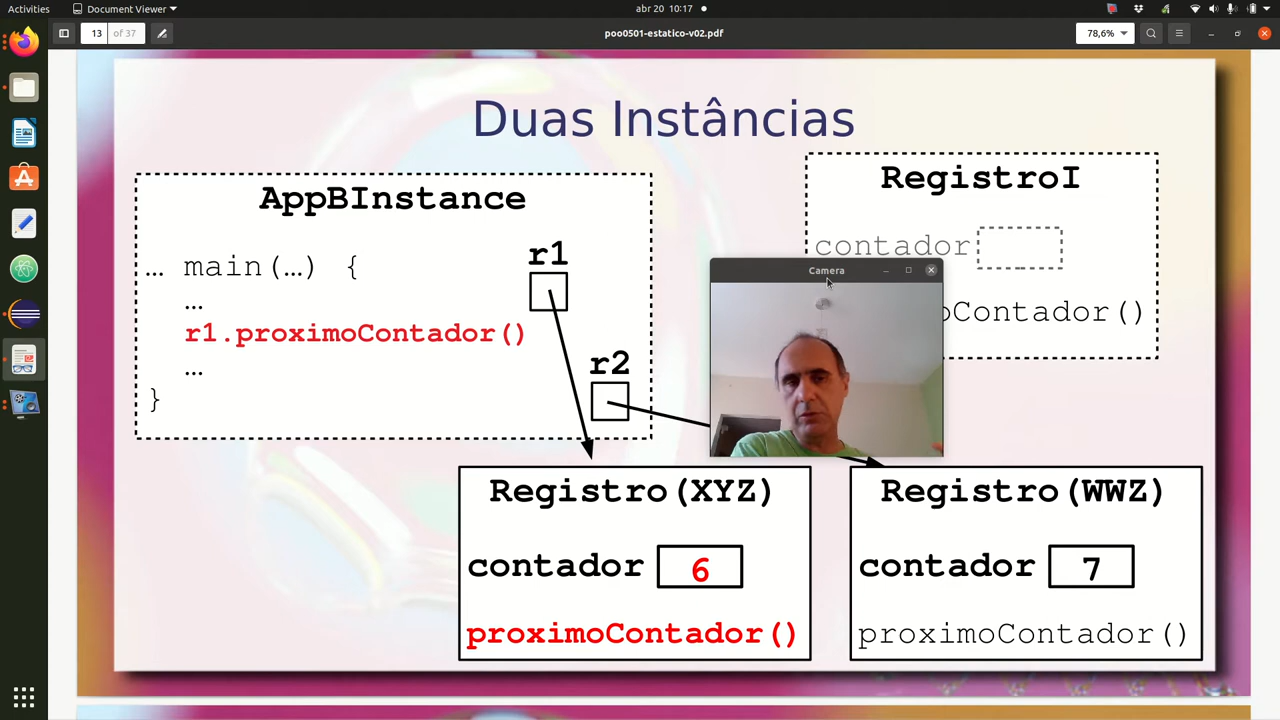 Activities
Document Viewer
abr 20 10:17
13
of 37
poo0501-estatico-v02.pdf
78,6%
Duas Instâncias
AppBInstance
… main(…) {
…
r1.proximoContador()
…
}
r1
r2
RegistroI
contador
oContador()
Camera
Registro(XYZ)
contador 6
proximoContador()
Registro(WWZ)
contador 7
proximoContador()